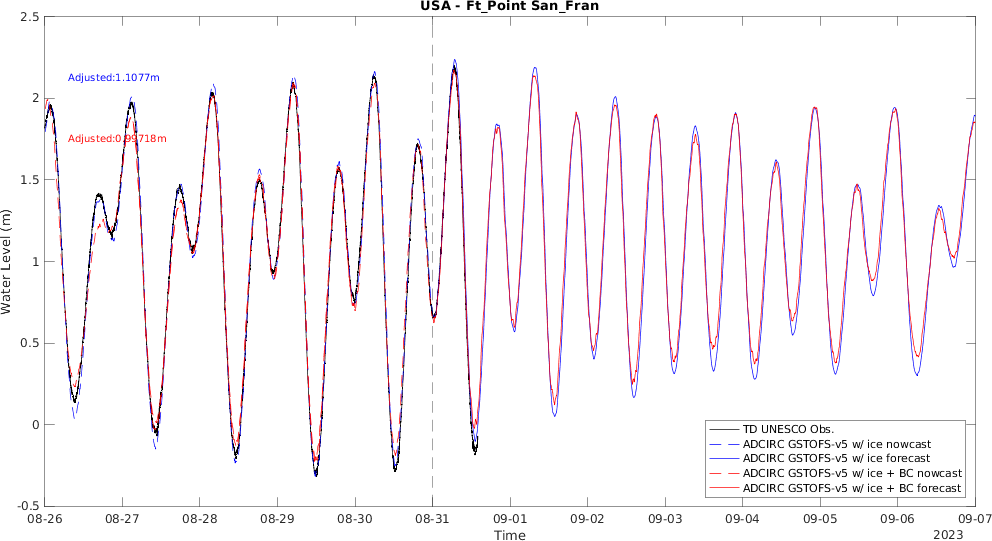 USA - Ft_Point San_Fran
Water Level (m)
2.5
2
1.5
1
0.5
0
-0.5
Adjusted:1.1077m
Adjusted:0.99718m
TD UNESCO Obs.
ADCIRC GSTOFS-v5 w/ ice nowcast
ADCIRC GSTOFS-v5 w/ ice forecast
ADCIRC GSTOFS-v5 w/ ice + BC nowcast
ADCIRC GSTOFS-v5 w/ ice + BC forecast
08-26 08-27 08-28 08-29 08-30 08-31 09-01 09-02 09-03 09-04 09-05 09-06 09-07
Time
2023